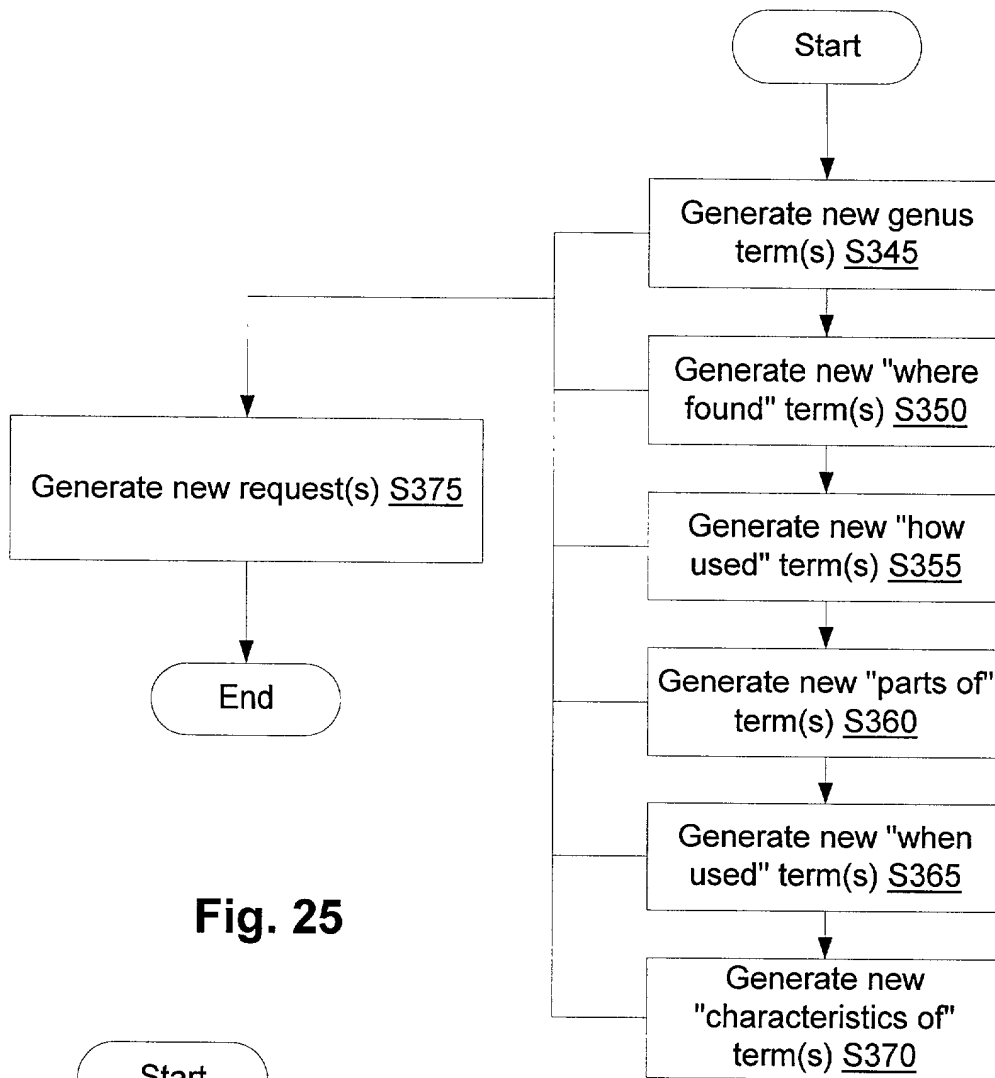 Start
Generate new genus
term(s) S345
Generate new "where
found" term(s) S350
Generate new request(s) S375
Generate new "how
used" term(s) S355
Generate new "parts of"
term(s) S360
End
Generate new "when
used" term(s) S365
Fig. 25
Generate new
"characteristics of"
term(s) S370
Start